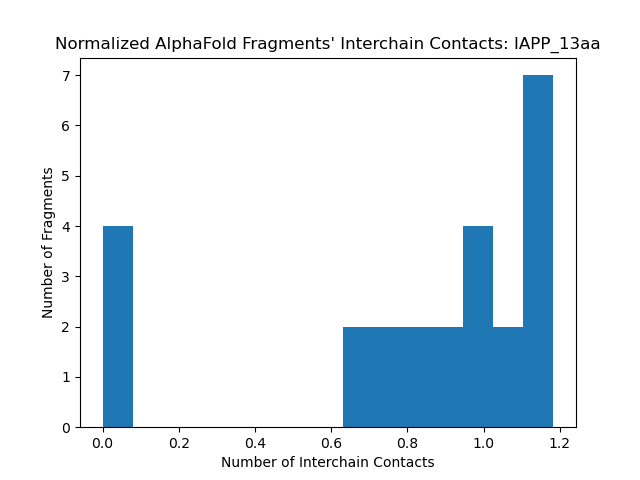 Normalized AlphaFold Fragments' Interchain Contacts: IAPP_13aa
Number of Fragments
7
6
5
4
3
2
1
0
0.0 0.2 0.4 0.6 0.8 1.0 1.2
Number of Interchain Contacts